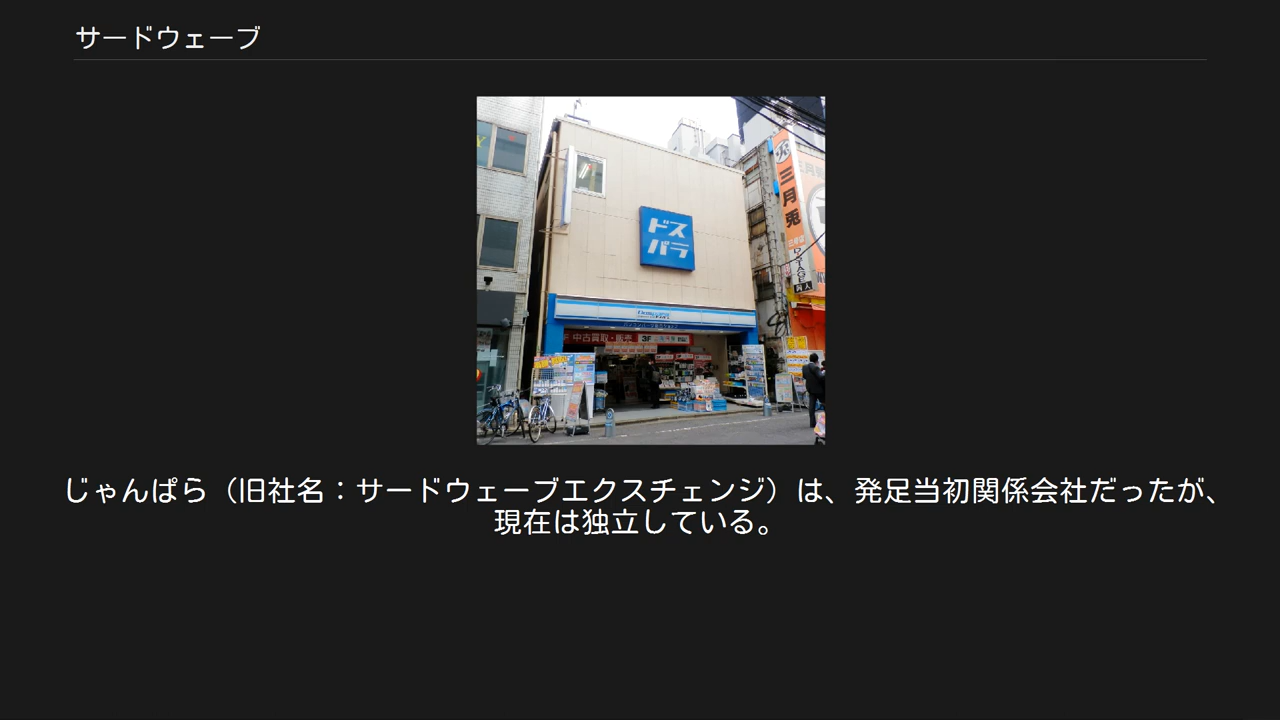 サードウェーブ
ドス
パラ
三月兎
中古買取・販売
3F
じゃんぱら（旧社名：サードウェーブエクスチェンジ）は、発足当初関係会社だったが、
現在は独立している。